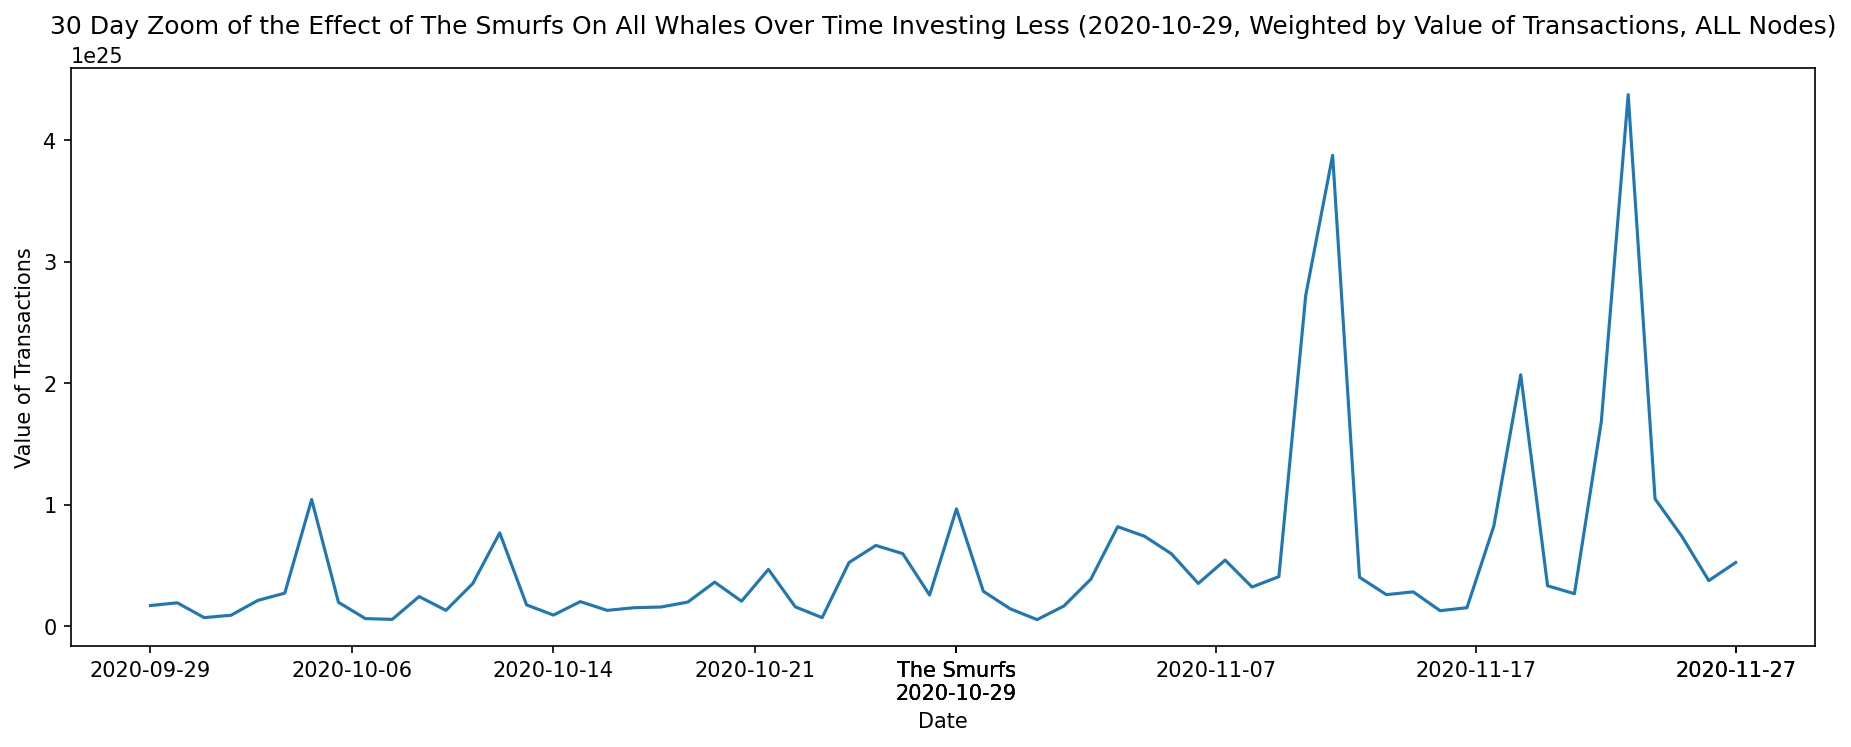 30 Day Zoom of the Effect of The Smurfs On All Whales Over Time Investing Less (2020-10-29, Weighted by Value of Transactions, ALL Nodes)
1e25
4
3
2
1
0
Value of Transactions
2020-09-29 2020-10-06 2020-10-14 2020-10-21 The Smurfs 2020-11-07 2020-11-17 2020-11-27
2020-10-29
Date